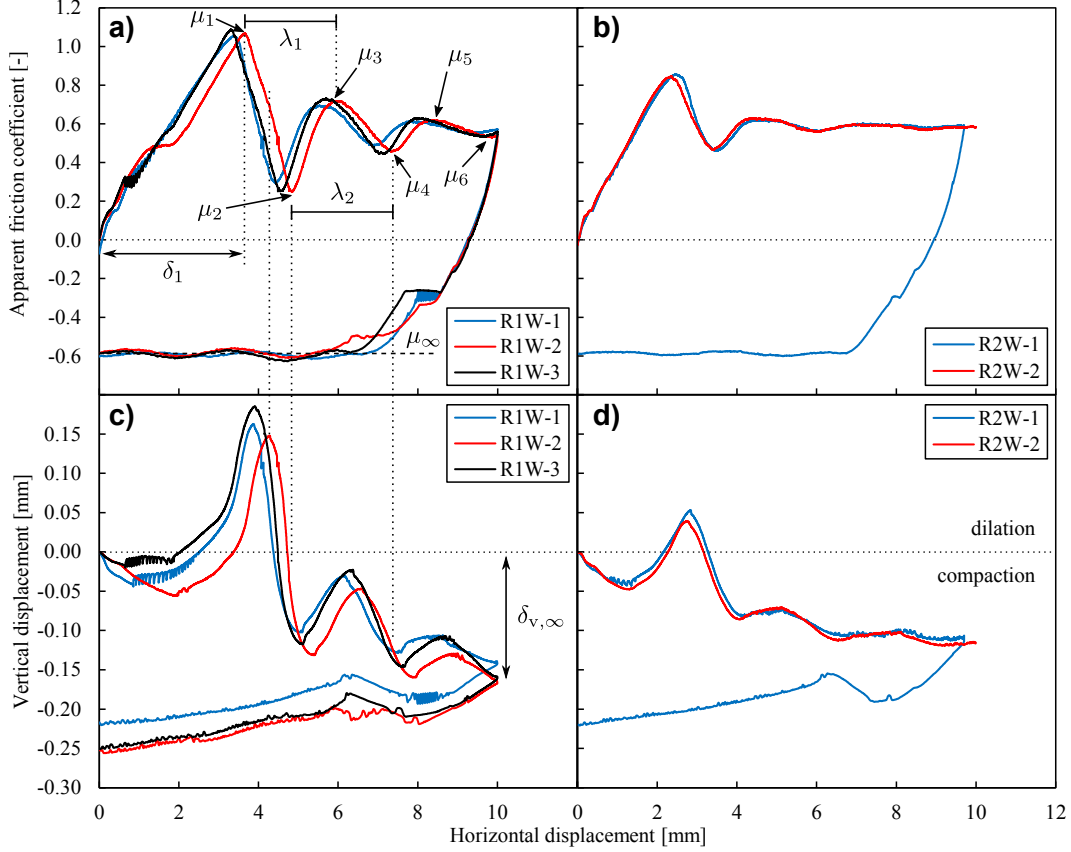 a)
μ1
λ1
μ3
μ5
μ2
λ2
μ4
μ6
δ1
μ∞
R1W-1
R1W-2
R1W-3
1.2
1.0
0.8
0.6
0.4
0.2
0.0
-0.2
-0.4
-0.6
Apparent friction coefficient [-]
b)
R2W-1
R2W-2
c)
R1W-1
R1W-2
R1W-3
δv,∞
0.15
0.10
0.05
0.00
-0.05
-0.10
-0.15
-0.20
-0.25
-0.30
Vertical displacement [mm]
d)
R2W-1
R2W-2
dilation
compaction
0 2 4 6 8 10
0 2 4 6 8 10 12
Horizontal displacement [mm]